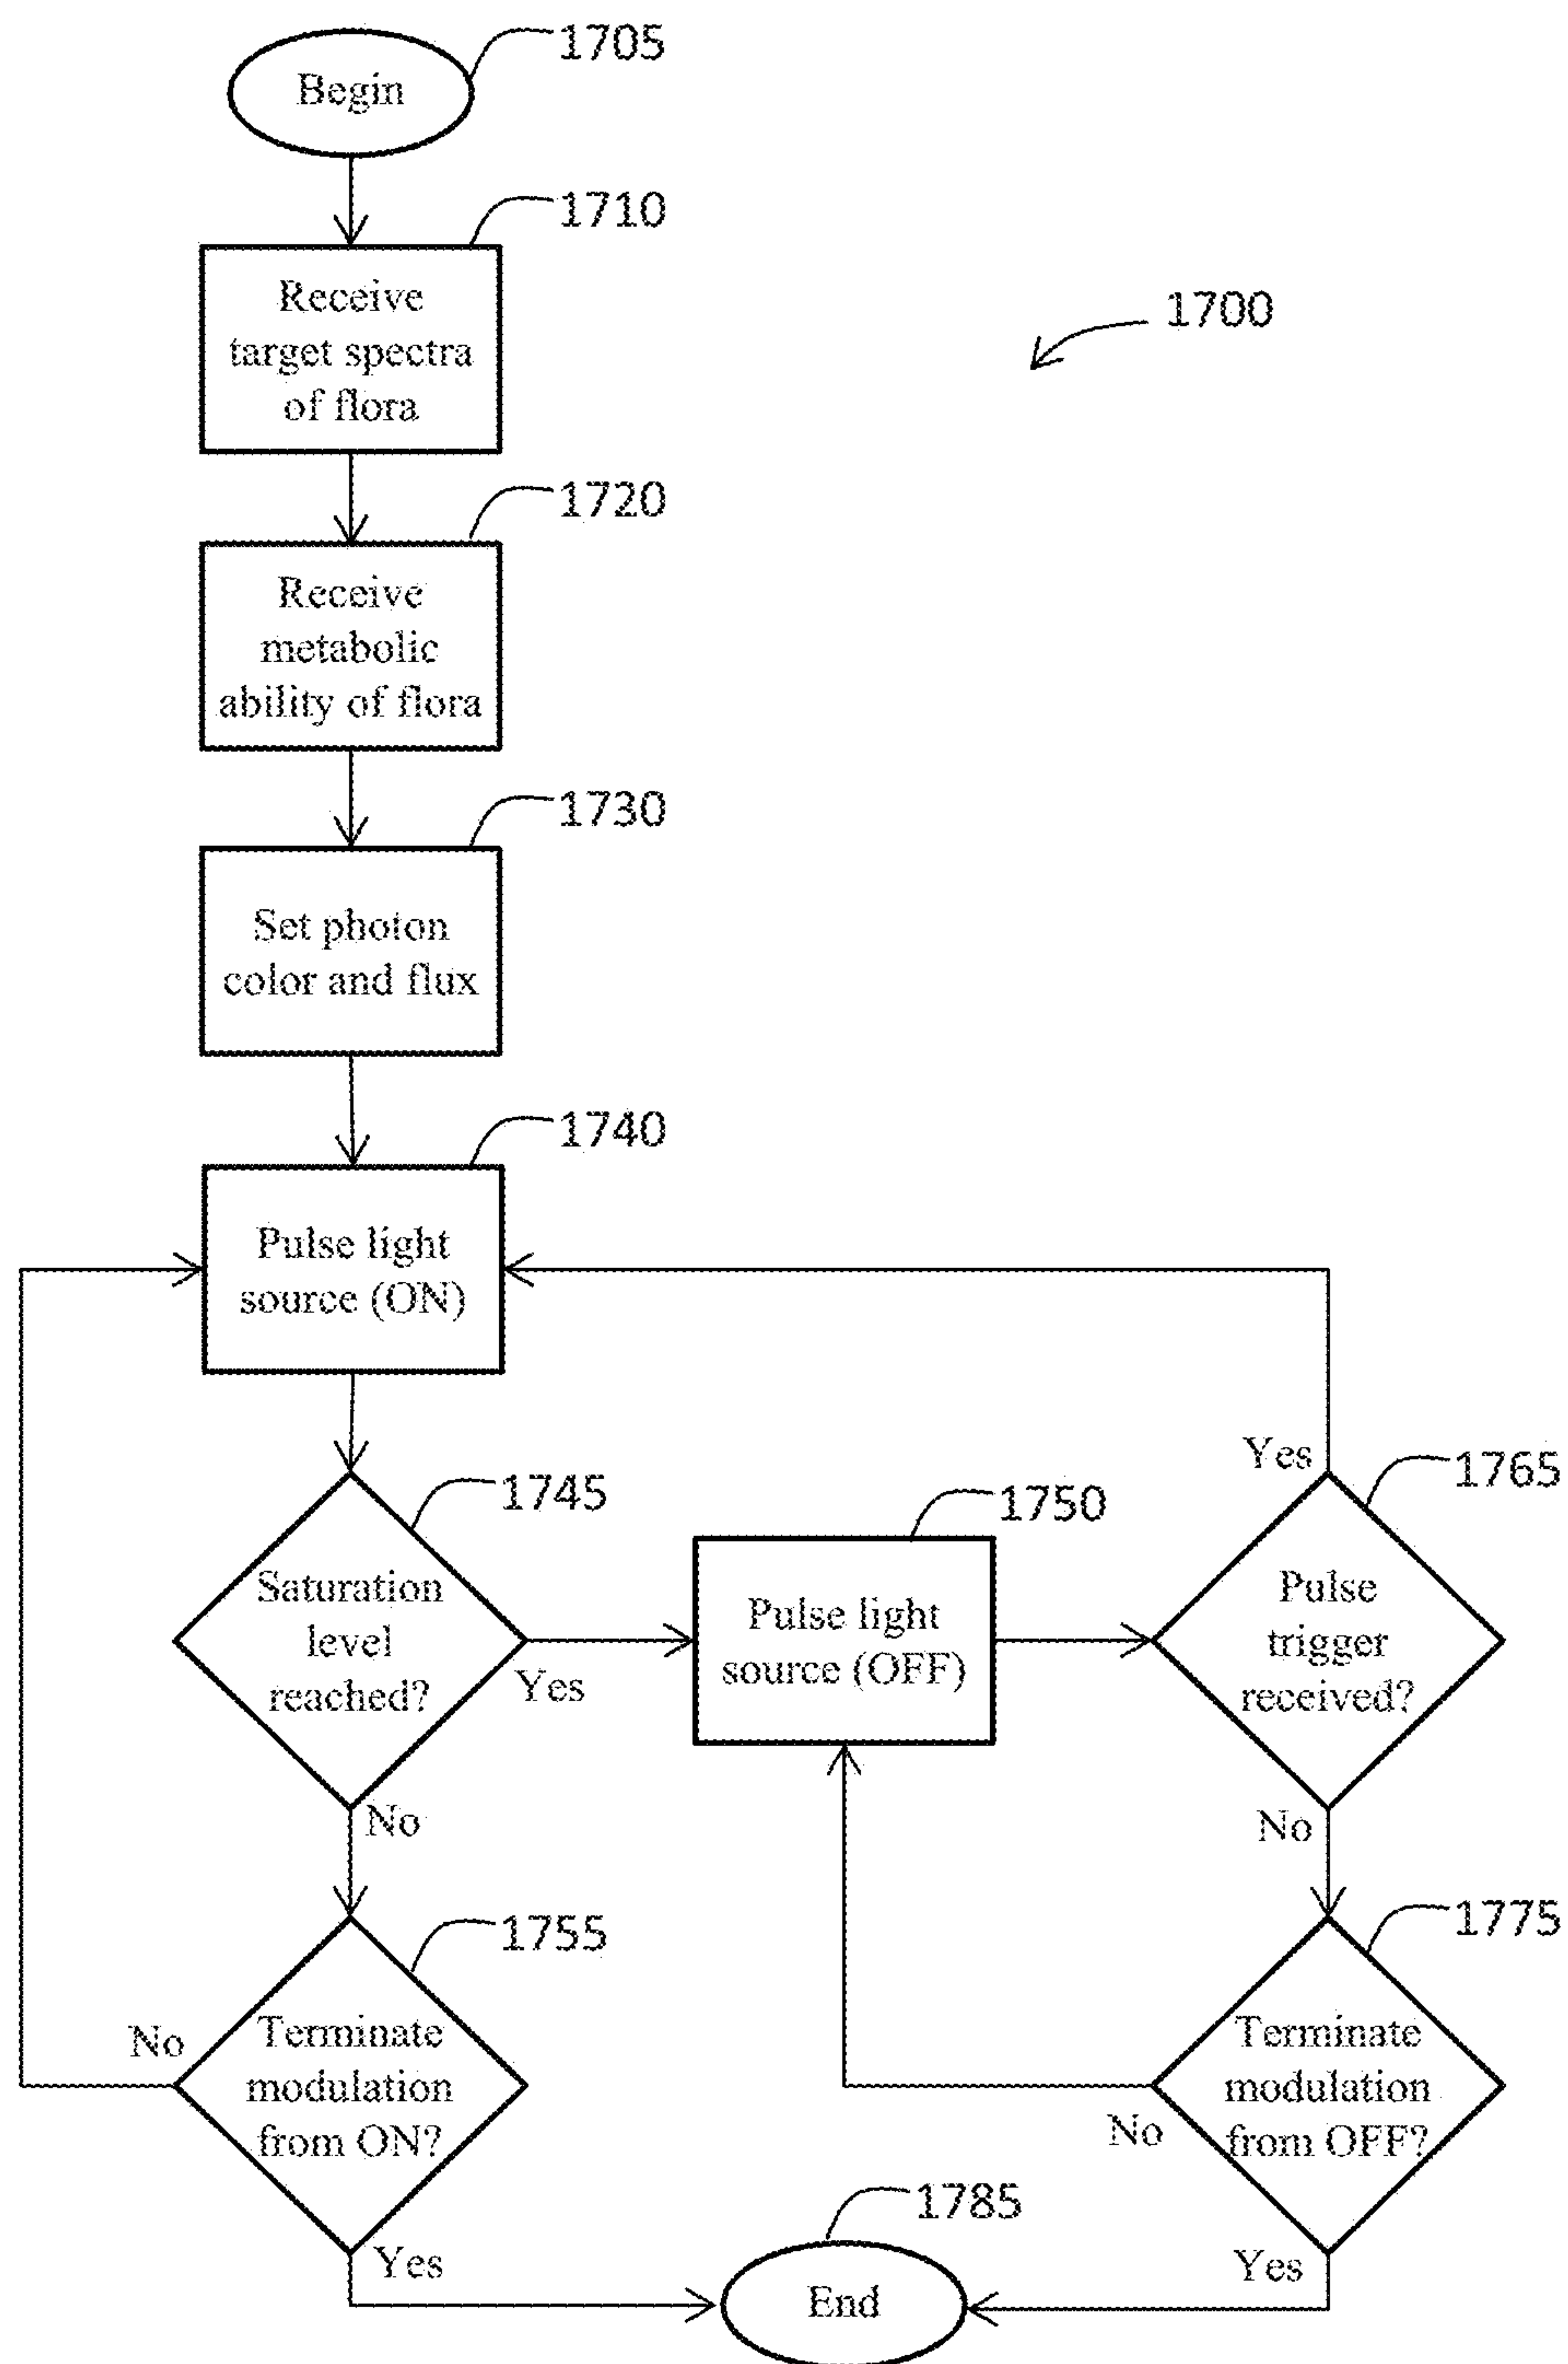 1705
Begin
1710
Receive
target spectra
of flora
1700
1720
Receive
metabolic
ability of flora
1730
Set photon
color and flux
1740
Pulse light
source (ON)
1745
Saturation
level
reached?
Yes
No
1750
Pulse light
source (OFF)
Yes
1765
Pulse
trigger
received?
No
1755
No
Terminate
modulation
from ON?
Yes
1775
Terminate
modulation
from OFF?
No
Yes
1785
End